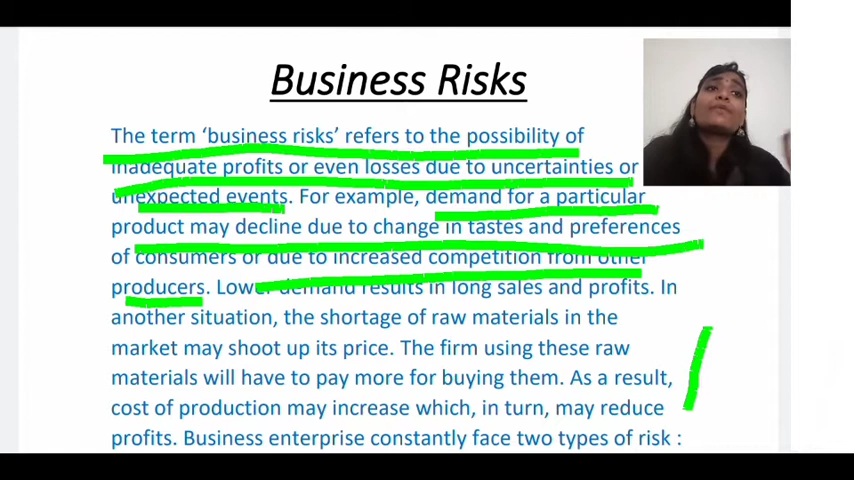 Business Risks
The term ‘business risks’ refers to the possibility of
inadequate profits or even losses due to uncertainties or
unexpected events. For example, demand for a particular
product may decline due to change in tastes and preferences
of consumers or due to increased competition from other
producers. Lower demand results in long sales and profits. In
another situation, the shortage of raw materials in the
market may shoot up its price. The firm using these raw
materials will have to pay more for buying them. As a result,
cost of production may increase which, in turn, may reduce
profits. Business enterprise constantly face two types of risk :